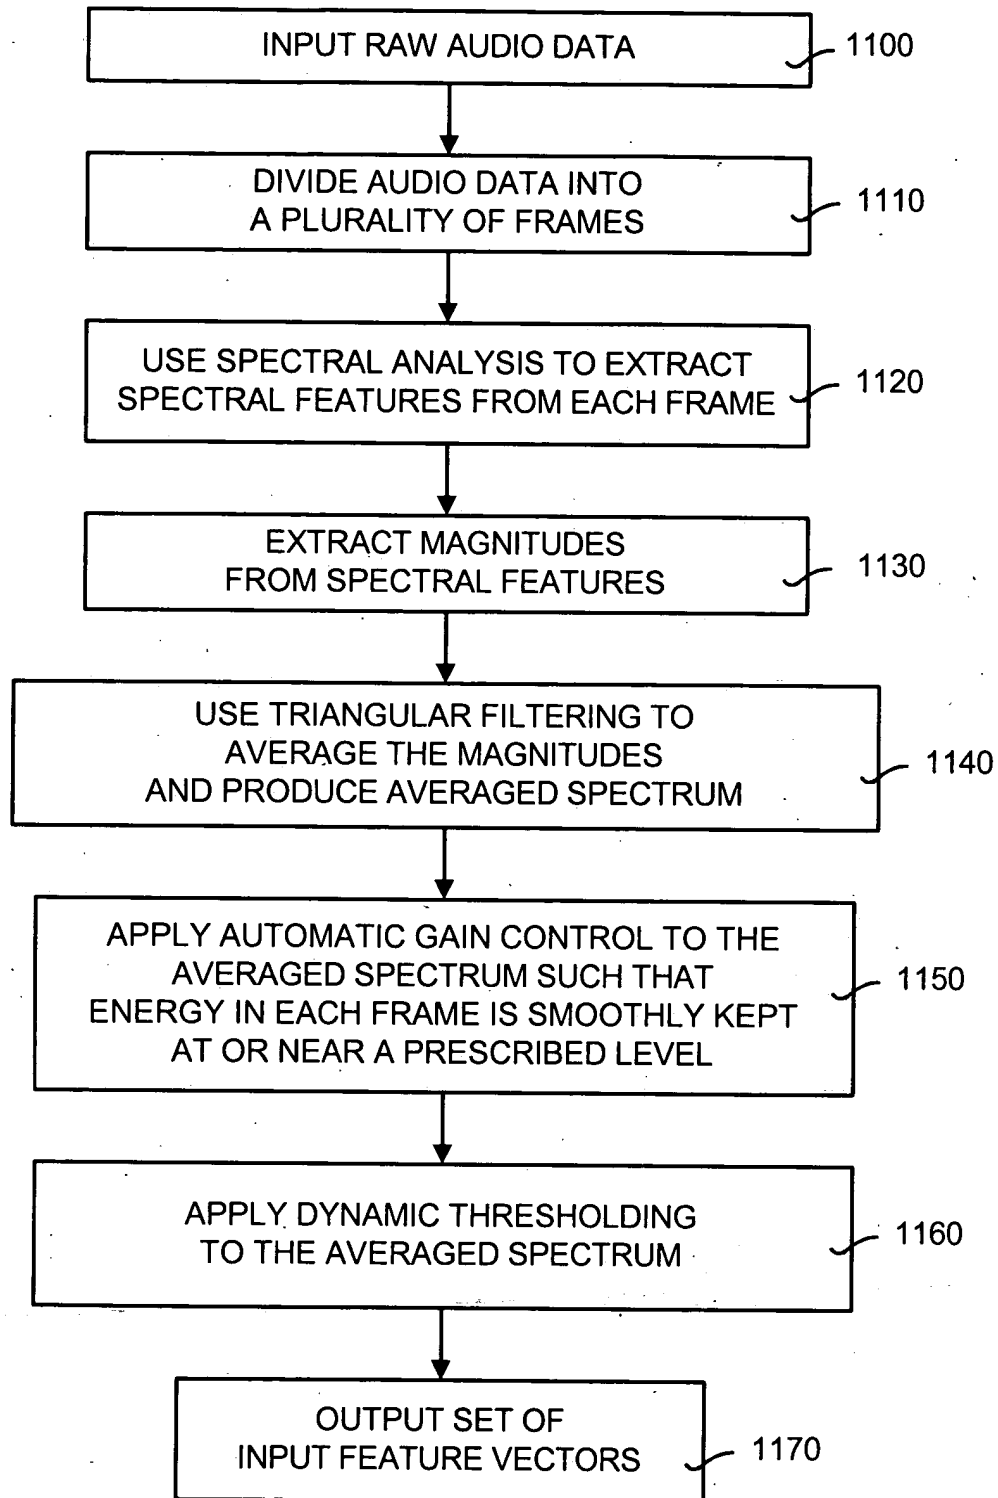 INPUT RAW AUDIO DATA
1100
DIVIDE AUDIO DATA INTO
A PLURALITY OF FRAMES
1110
USE SPECTRAL ANALYSIS TO EXTRACT
SPECTRAL FEATURES FROM EACH FRAME
1120
EXTRACT MAGNITUDES
FROM SPECTRAL FEATURES
1130
USE TRIANGULAR FILTERING TO
AVERAGE THE MAGNITUDES
AND PRODUCE AVERAGED SPECTRUM
1140
APPLY AUTOMATIC GAIN CONTROL TO THE
AVERAGED SPECTRUM SUCH THAT
ENERGY IN EACH FRAME IS SMOOTHLY KEPT
AT OR NEAR A PRESCRIBED LEVEL
1150
APPLY DYNAMIC THRESHOLDING
TO THE AVERAGED SPECTRUM
1160
OUTPUT SET OF
INPUT FEATURE VECTORS
1170